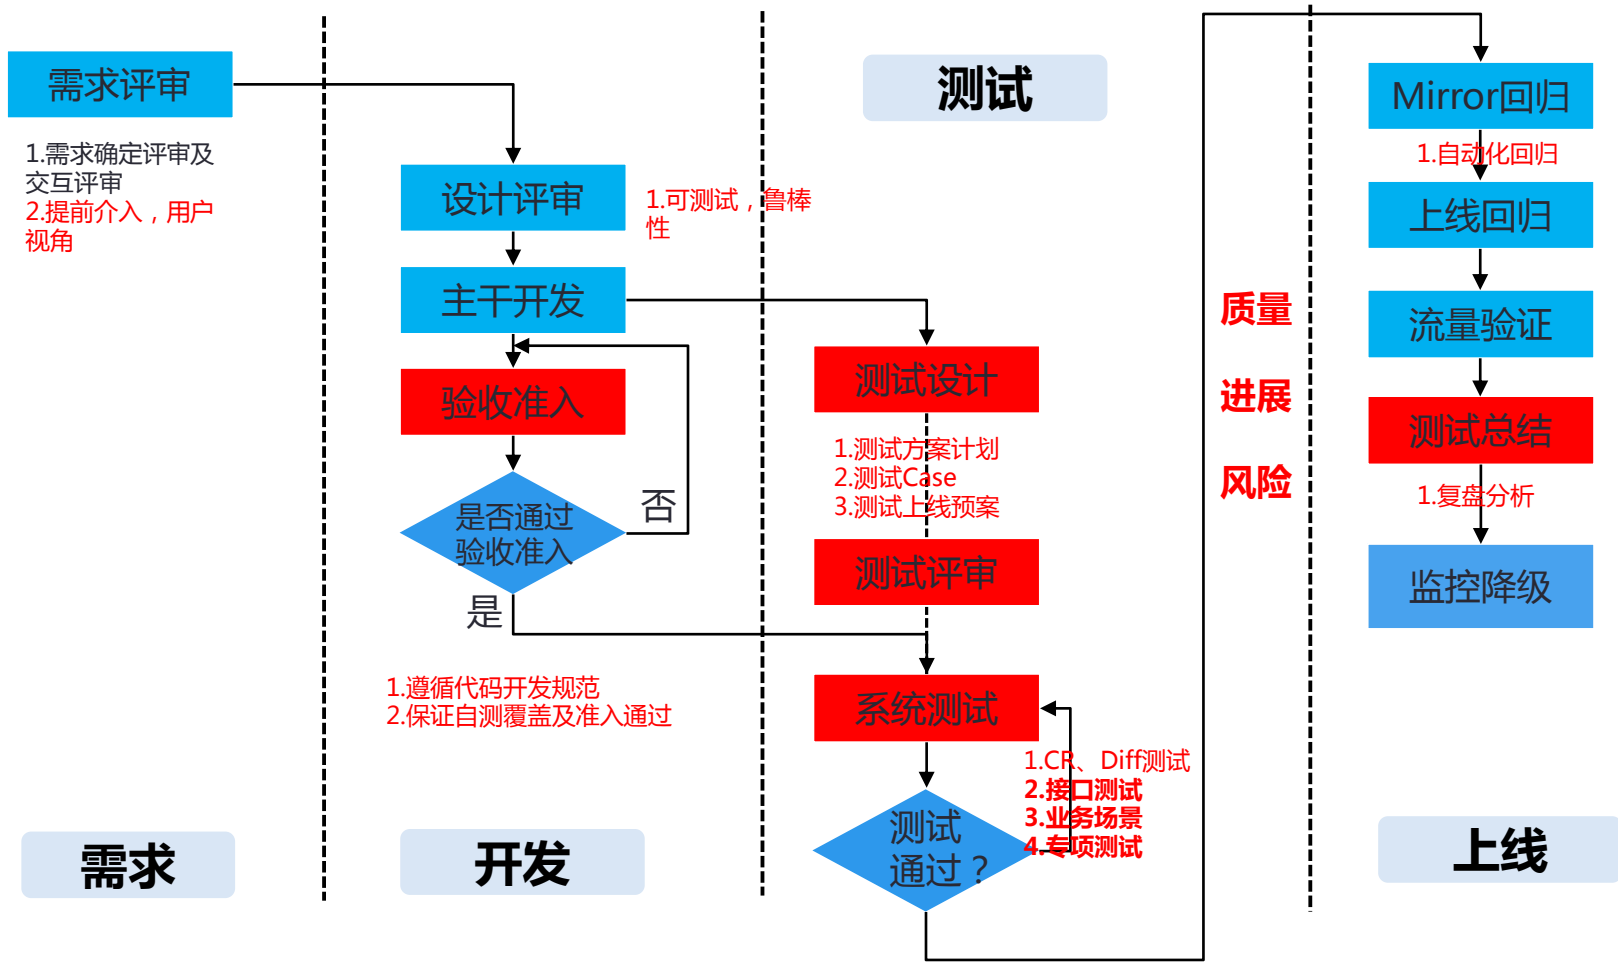 需求评审
1.需求确定评审及
交互评审
2.提前介入，用户
视角
需求
设计评审
1.可测试，鲁棒
性
主干开发
验收准入
是否通过
验收准入
否
是
1.遵循代码开发规范
2.保证自测覆盖及准入通过
开发
测试
测试设计
1.测试方案计划
2.测试Case
3.测试上线预案
测试评审
系统测试
1.CR、Diff测试
2.接口测试
3.业务场景
4.专项测试
测试
通过？
质量
进展
风险
Mirror回归
1.自动化回归
上线回归
流量验证
测试总结
1.复盘分析
监控降级
上线